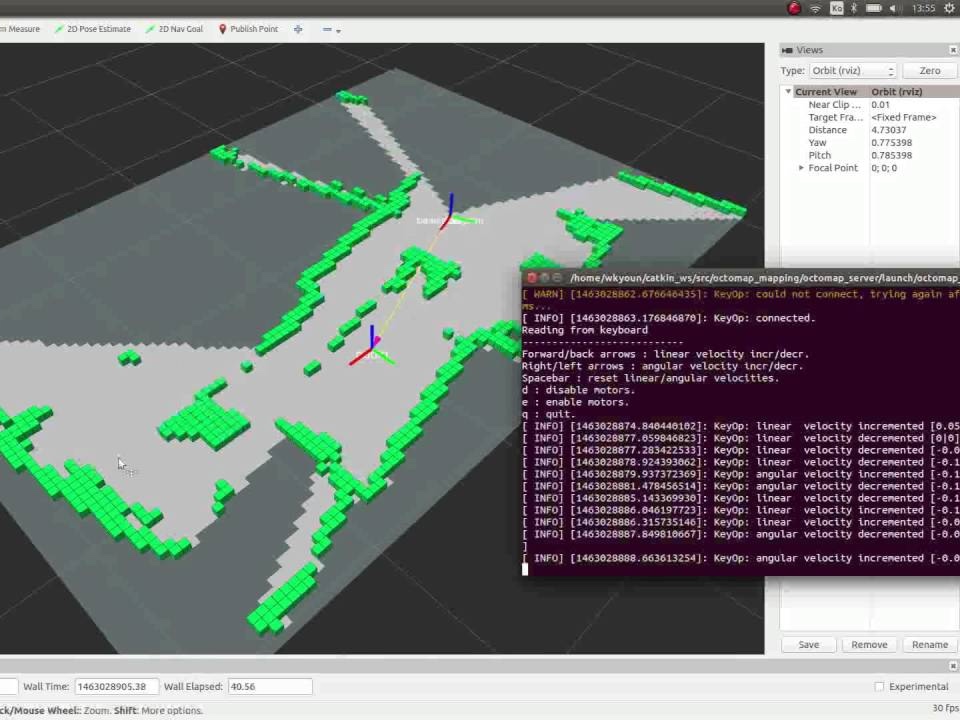 Ko 13:55
Measure 2D Pose Estimate 2D Nav Goal Publish Point
Views
Type: Orbit (rviz) Zero
Current View Orbit (rviz)
Near Clip ... 0.01
Target Fra... <Fixed Frame>
Distance 4.73037
Yaw 0.775398
Pitch 0.785398
Focal Point 0; 0; 0
/home/wkyoun/catkin_ws/src/octomap_mapping/octomap_server/launch/octomap
[ WARN] [1463028862.676646435]: KeyOp: could not connect, trying again af
ms...
[ INFO] [1463028863.176846870]: KeyOp: connected.
Reading from keyboard
---------------------------
Forward/back arrows : linear velocity incr/decr.
Right/left arrows : angular velocity incr/decr.
Spacebar : reset linear/angular velocities.
d : disable motors.
e : enable motors.
q : quit.
[ INFO] [1463028874.840440102]: KeyOp: linear velocity incremented [0.05
[ INFO] [1463028877.059846823]: KeyOp: linear velocity decremented [0|0]
[ INFO] [1463028877.283422533]: KeyOp: linear velocity decremented [-0.0
[ INFO] [1463028878.924393062]: KeyOp: angular velocity incremented [-0.0
[ INFO] [1463028879.937372369]: KeyOp: angular velocity incremented [-0.0
[ INFO] [1463028881.478456514]: KeyOp: angular velocity decremented [-0.0
[ INFO] [1463028885.143369930]: KeyOp: linear velocity decremented [-0.1
[ INFO] [1463028886.046197723]: KeyOp: linear velocity decremented [-0.1
[ INFO] [1463028886.315735146]: KeyOp: linear velocity decremented [-0.1
[ INFO] [1463028887.849810667]: KeyOp: angular velocity decremented [-0.0
]
[ INFO] [1463028888.663613254]: KeyOp: angular velocity incremented [-0.0
Save Remove Rename
Wall Time: 1463028905.38 Wall Elapsed: 40.56 Experimental
ck/Mouse Wheel: Zoom. Shift: More options. 30 fps